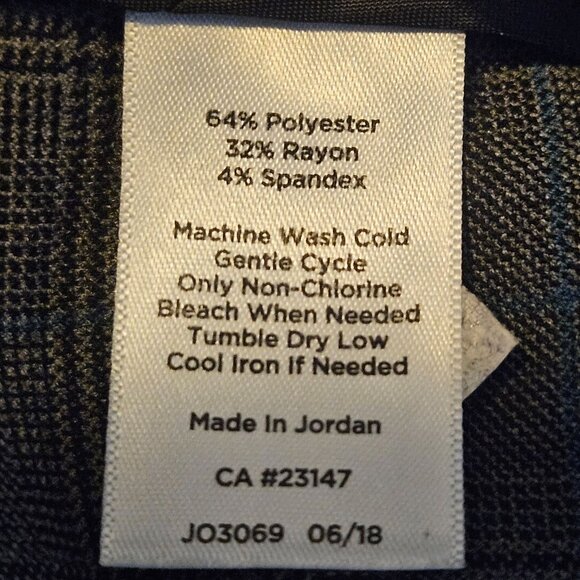 64% Polyester
32% Rayon
4% Spandex
Machine Wash Cold
Gentle Cycle
Only Non-Chlorine
Bleach When Needed
Tumble Dry Low
Cool Iron If Needed
Made In Jordan
CA #23147
JO3069 06/18